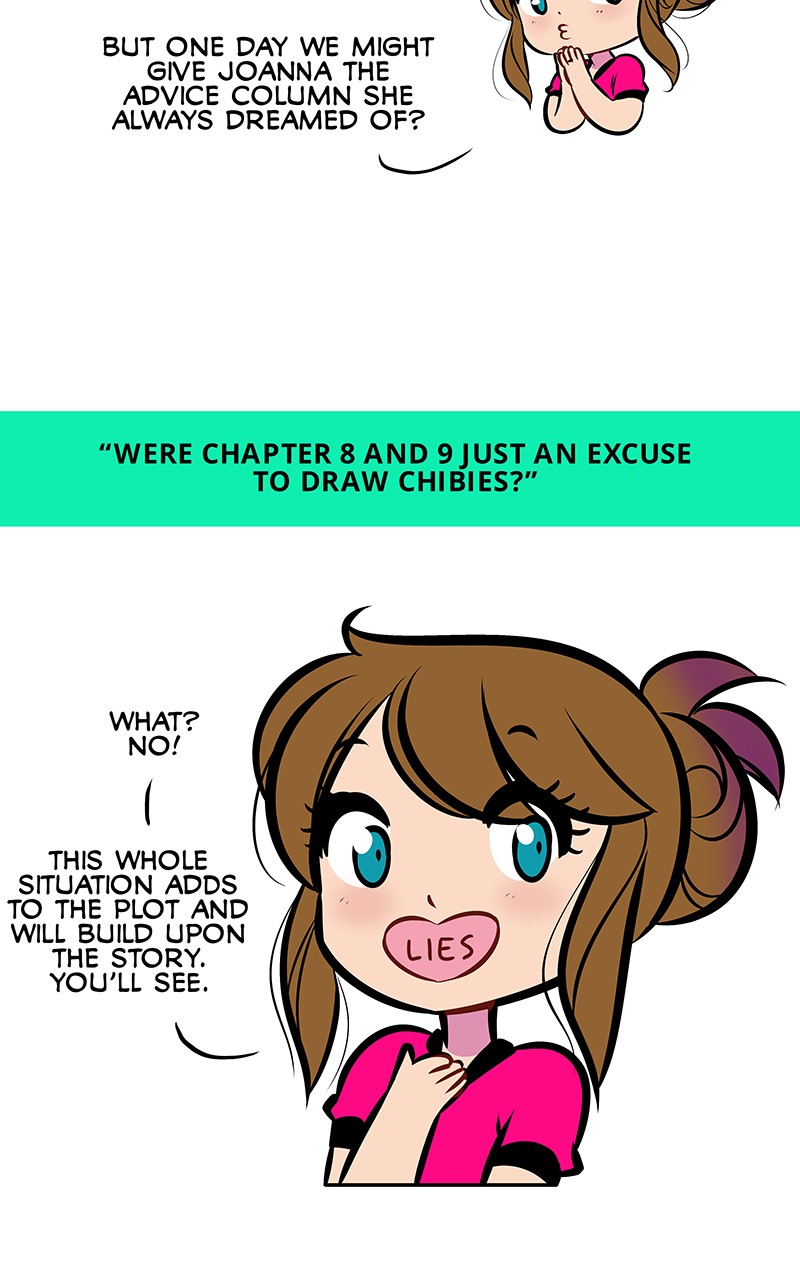 BUT ONE DAY WE MIGHT
GIVE JOANNA THE
ADVICE COLUMN SHE
ALWAYS DREAMED OF?
“WERE CHAPTER 8 AND 9 JUST AN EXCUSE
TO DRAW CHIBIES?”
WHAT?
NO!
THIS WHOLE
SITUATION ADDS
TO THE PLOT AND
WILL BUILD UPON
THE STORY.
YOU’LL SEE.
LIES